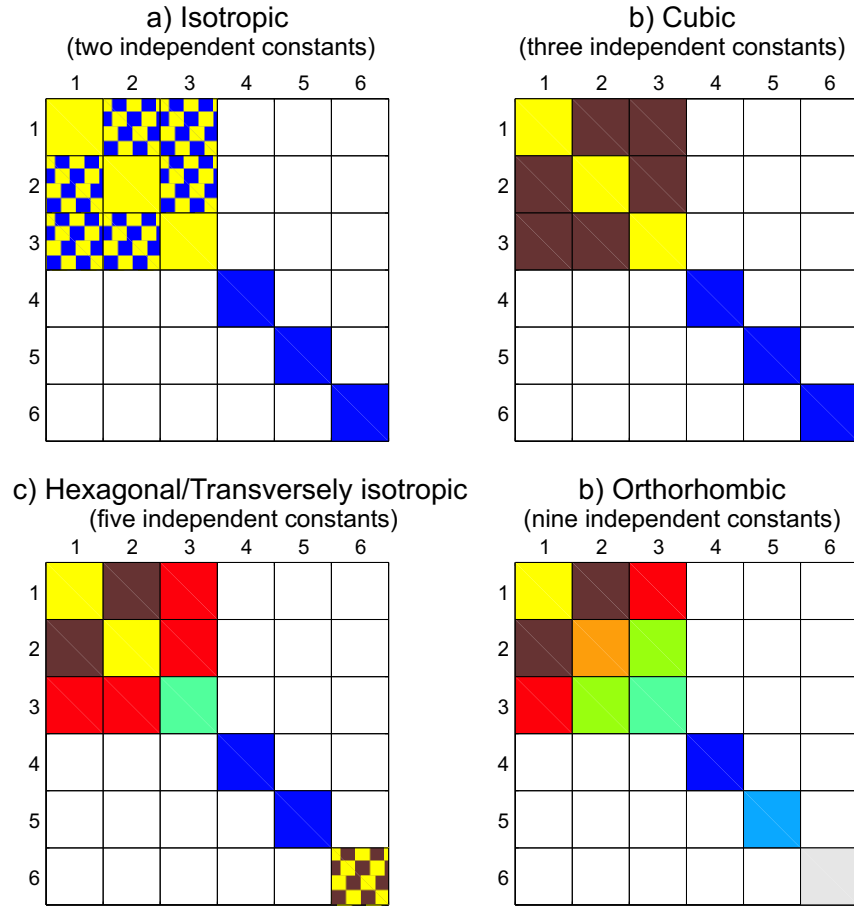 a) Isotropic
(two independent constants)
1 2 3 4 5 6
1
2
3
4
5
6
b) Cubic
(three independent constants)
1 2 3 4 5 6
1
2
3
4
5
6
c) Hexagonal/Transversely isotropic
(five independent constants)
1 2 3 4 5 6
1
2
3
4
5
6
b) Orthorhombic
(nine independent constants)
1 2 3 4 5 6
1
2
3
4
5
6